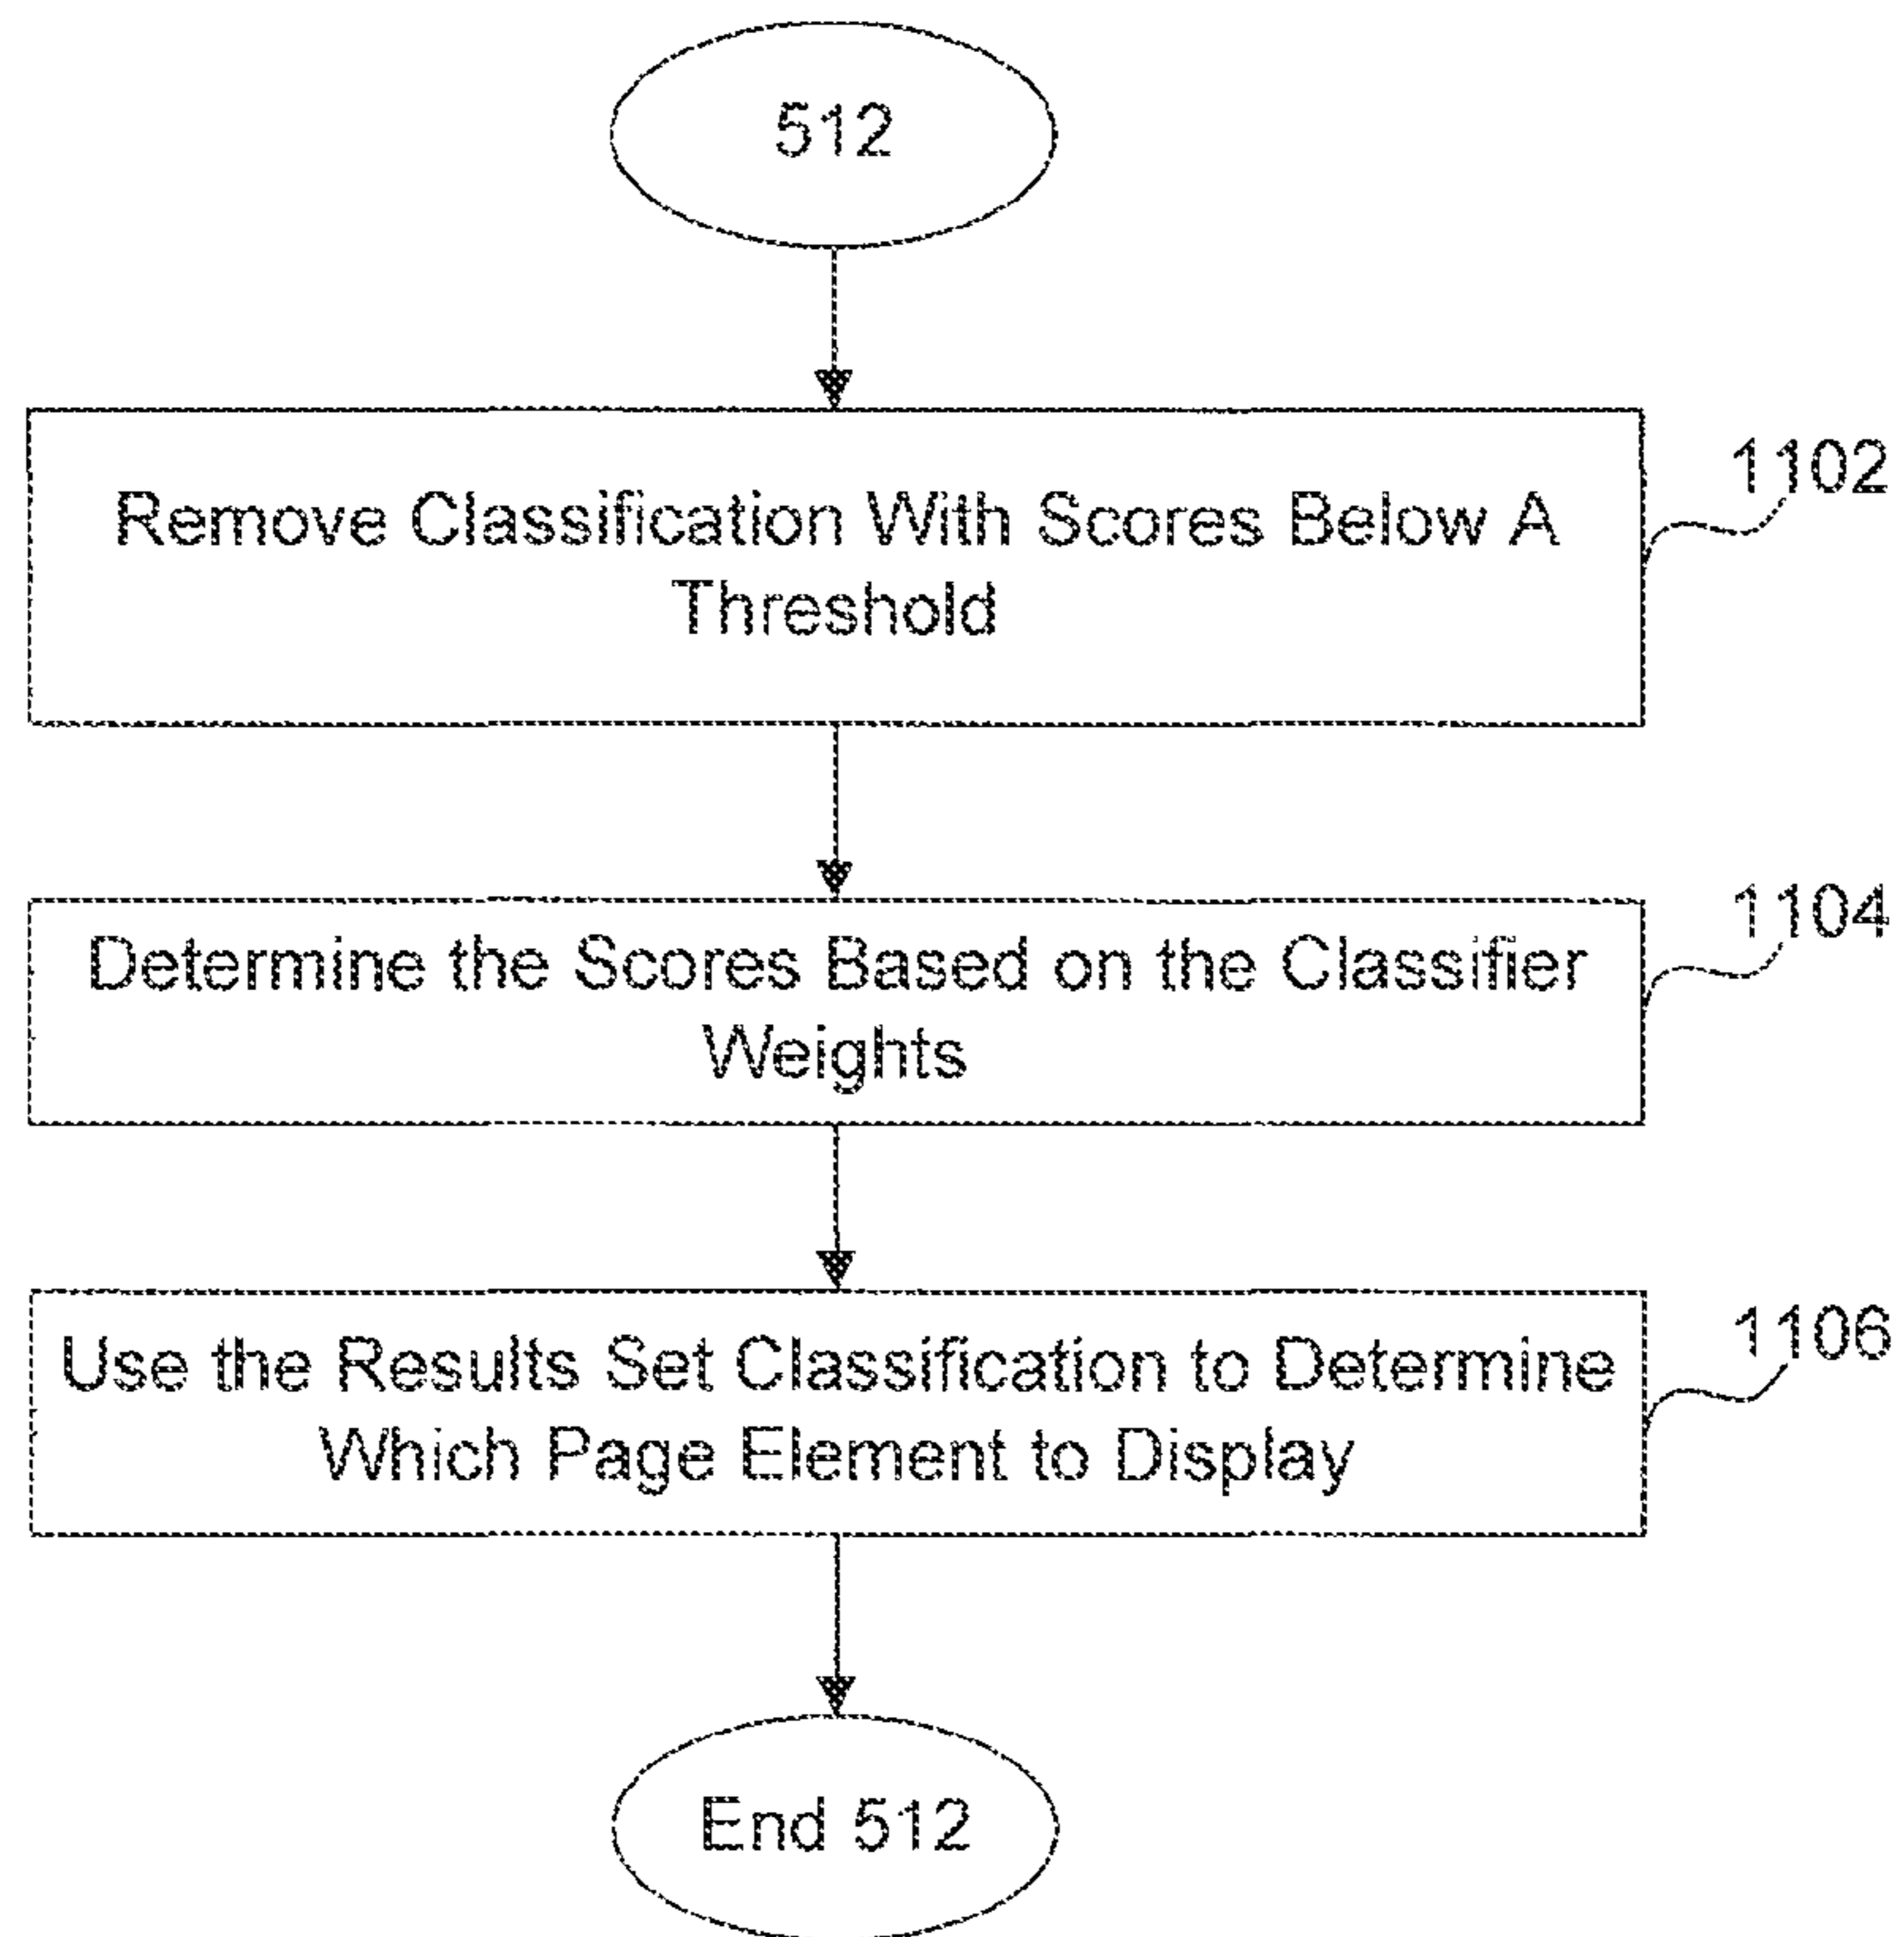 512
Remove Classification With Scores Below A
Threshold
1102
Determine the Scores Based on the Classifier
Weights
1104
Use the Results Set Classification to Determine
Which Page Element to Display
1106
End 512